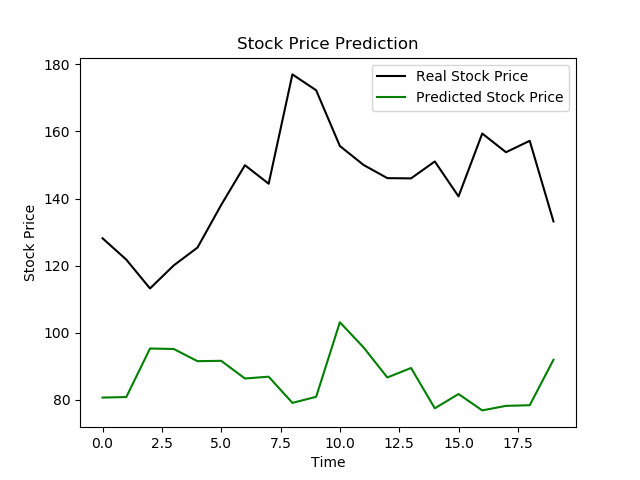 Stock Price Prediction
Real Stock Price
Predicted Stock Price
Stock Price
180
160
140
120
100
80
0.0 2.5 5.0 7.5 10.0 12.5 15.0 17.5
Time